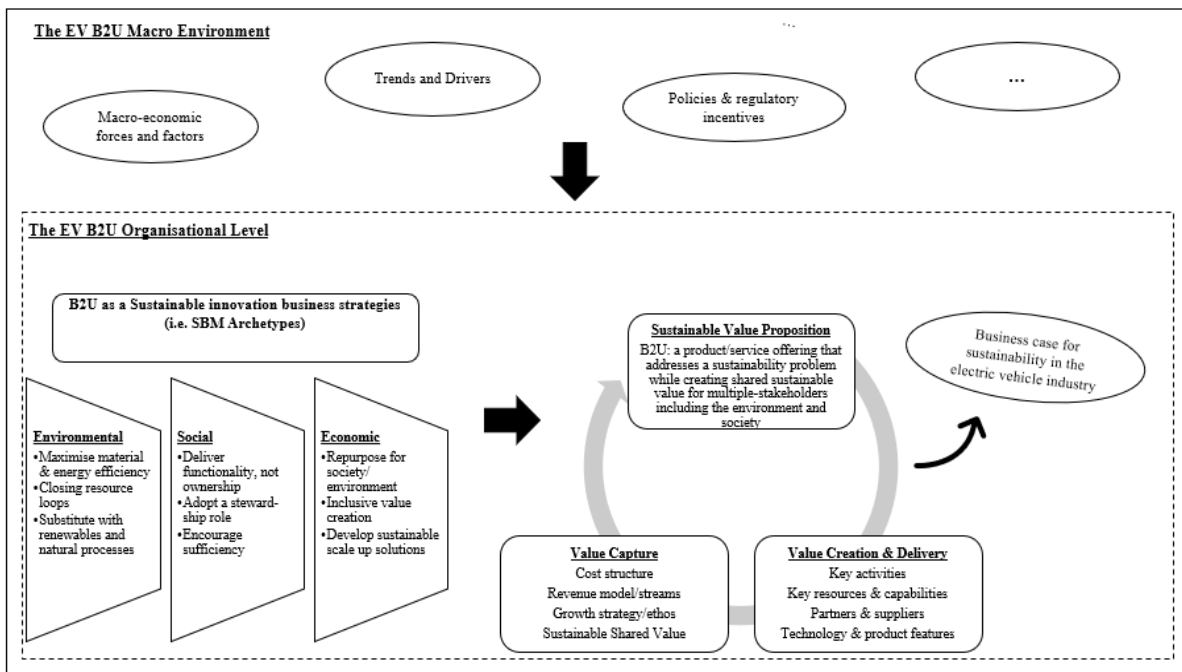 The EV B2U Macro Environment
...
Trends and Drivers
...
Policies & regulatory
incentives
Macro-economic
forces and factors
The EV B2U Organisational Level
B2U as a Sustainable innovation business strategies
(i.e. SBM Archetypes)
Environmental
•Maximise material
& energy efficiency
•Closing resource
loops
•Substitute with
renewables and
natural processes
Social
•Deliver
functionality, not
ownership
•Adopt a steward-
ship role
•Encourage
sufficiency
Economic
•Repurpose for
society/
environment
•Inclusive value
creation
•Develop sustainable
scale up solutions
Sustainable Value Proposition
B2U: a product/service offering that
addresses a sustainability problem
while creating shared sustainable
value for multiple-stakeholders
including the environment and
society
Business case for
sustainability in the
electric vehicle industry
Value Capture
Cost structure
Revenue model/streams
Growth strategy/ethos
Sustainable Shared Value
Value Creation & Delivery
Key activities
Key resources & capabilities
Partners & suppliers
Technology & product features